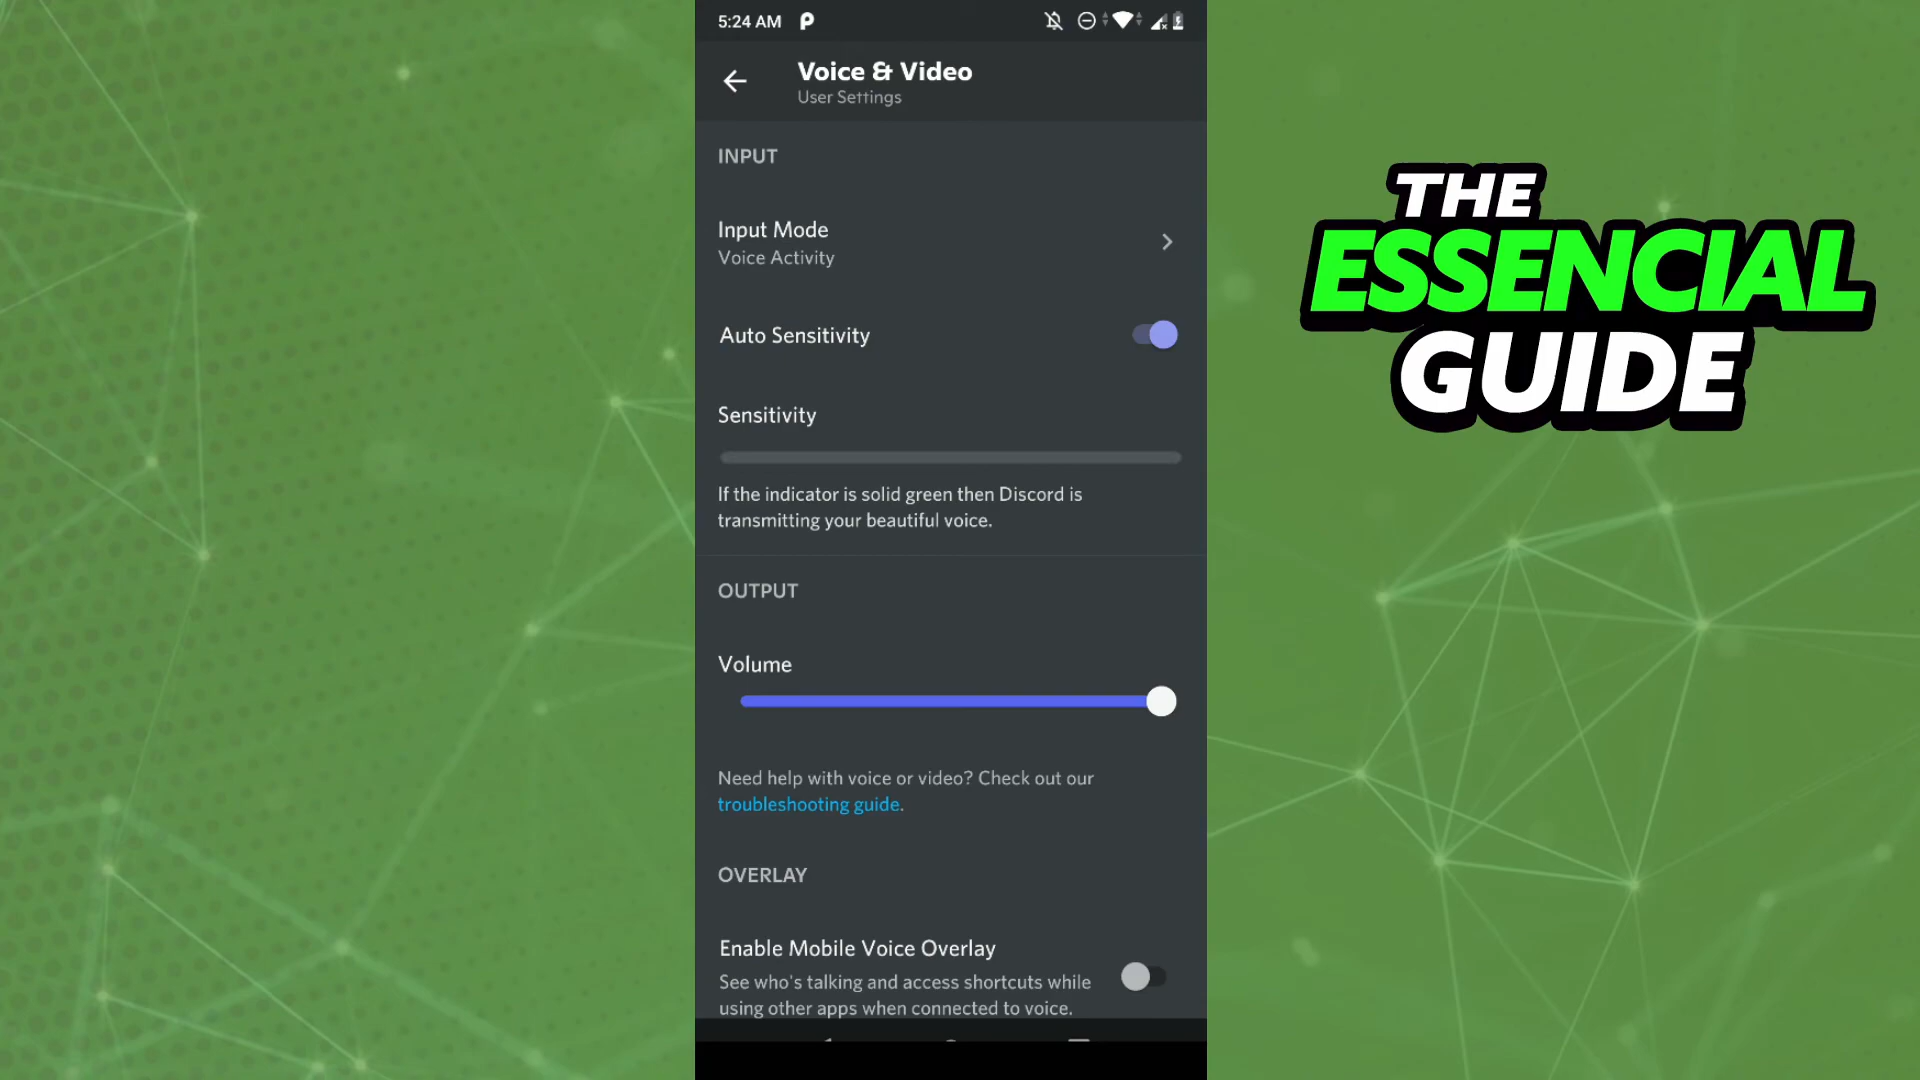 5:24 AM
Voice & Video
User Settings
INPUT
Input Mode
Voice Activity
Auto Sensitivity
Sensitivity
If the indicator is solid green then Discord is
transmitting your beautiful voice.
OUTPUT
Volume
Need help with voice or video? Check out our
troubleshooting guide.
OVERLAY
Enable Mobile Voice Overlay
See who's talking and access shortcuts while
using other apps when connected to voice.
THE
ESSENCIAL
GUIDE